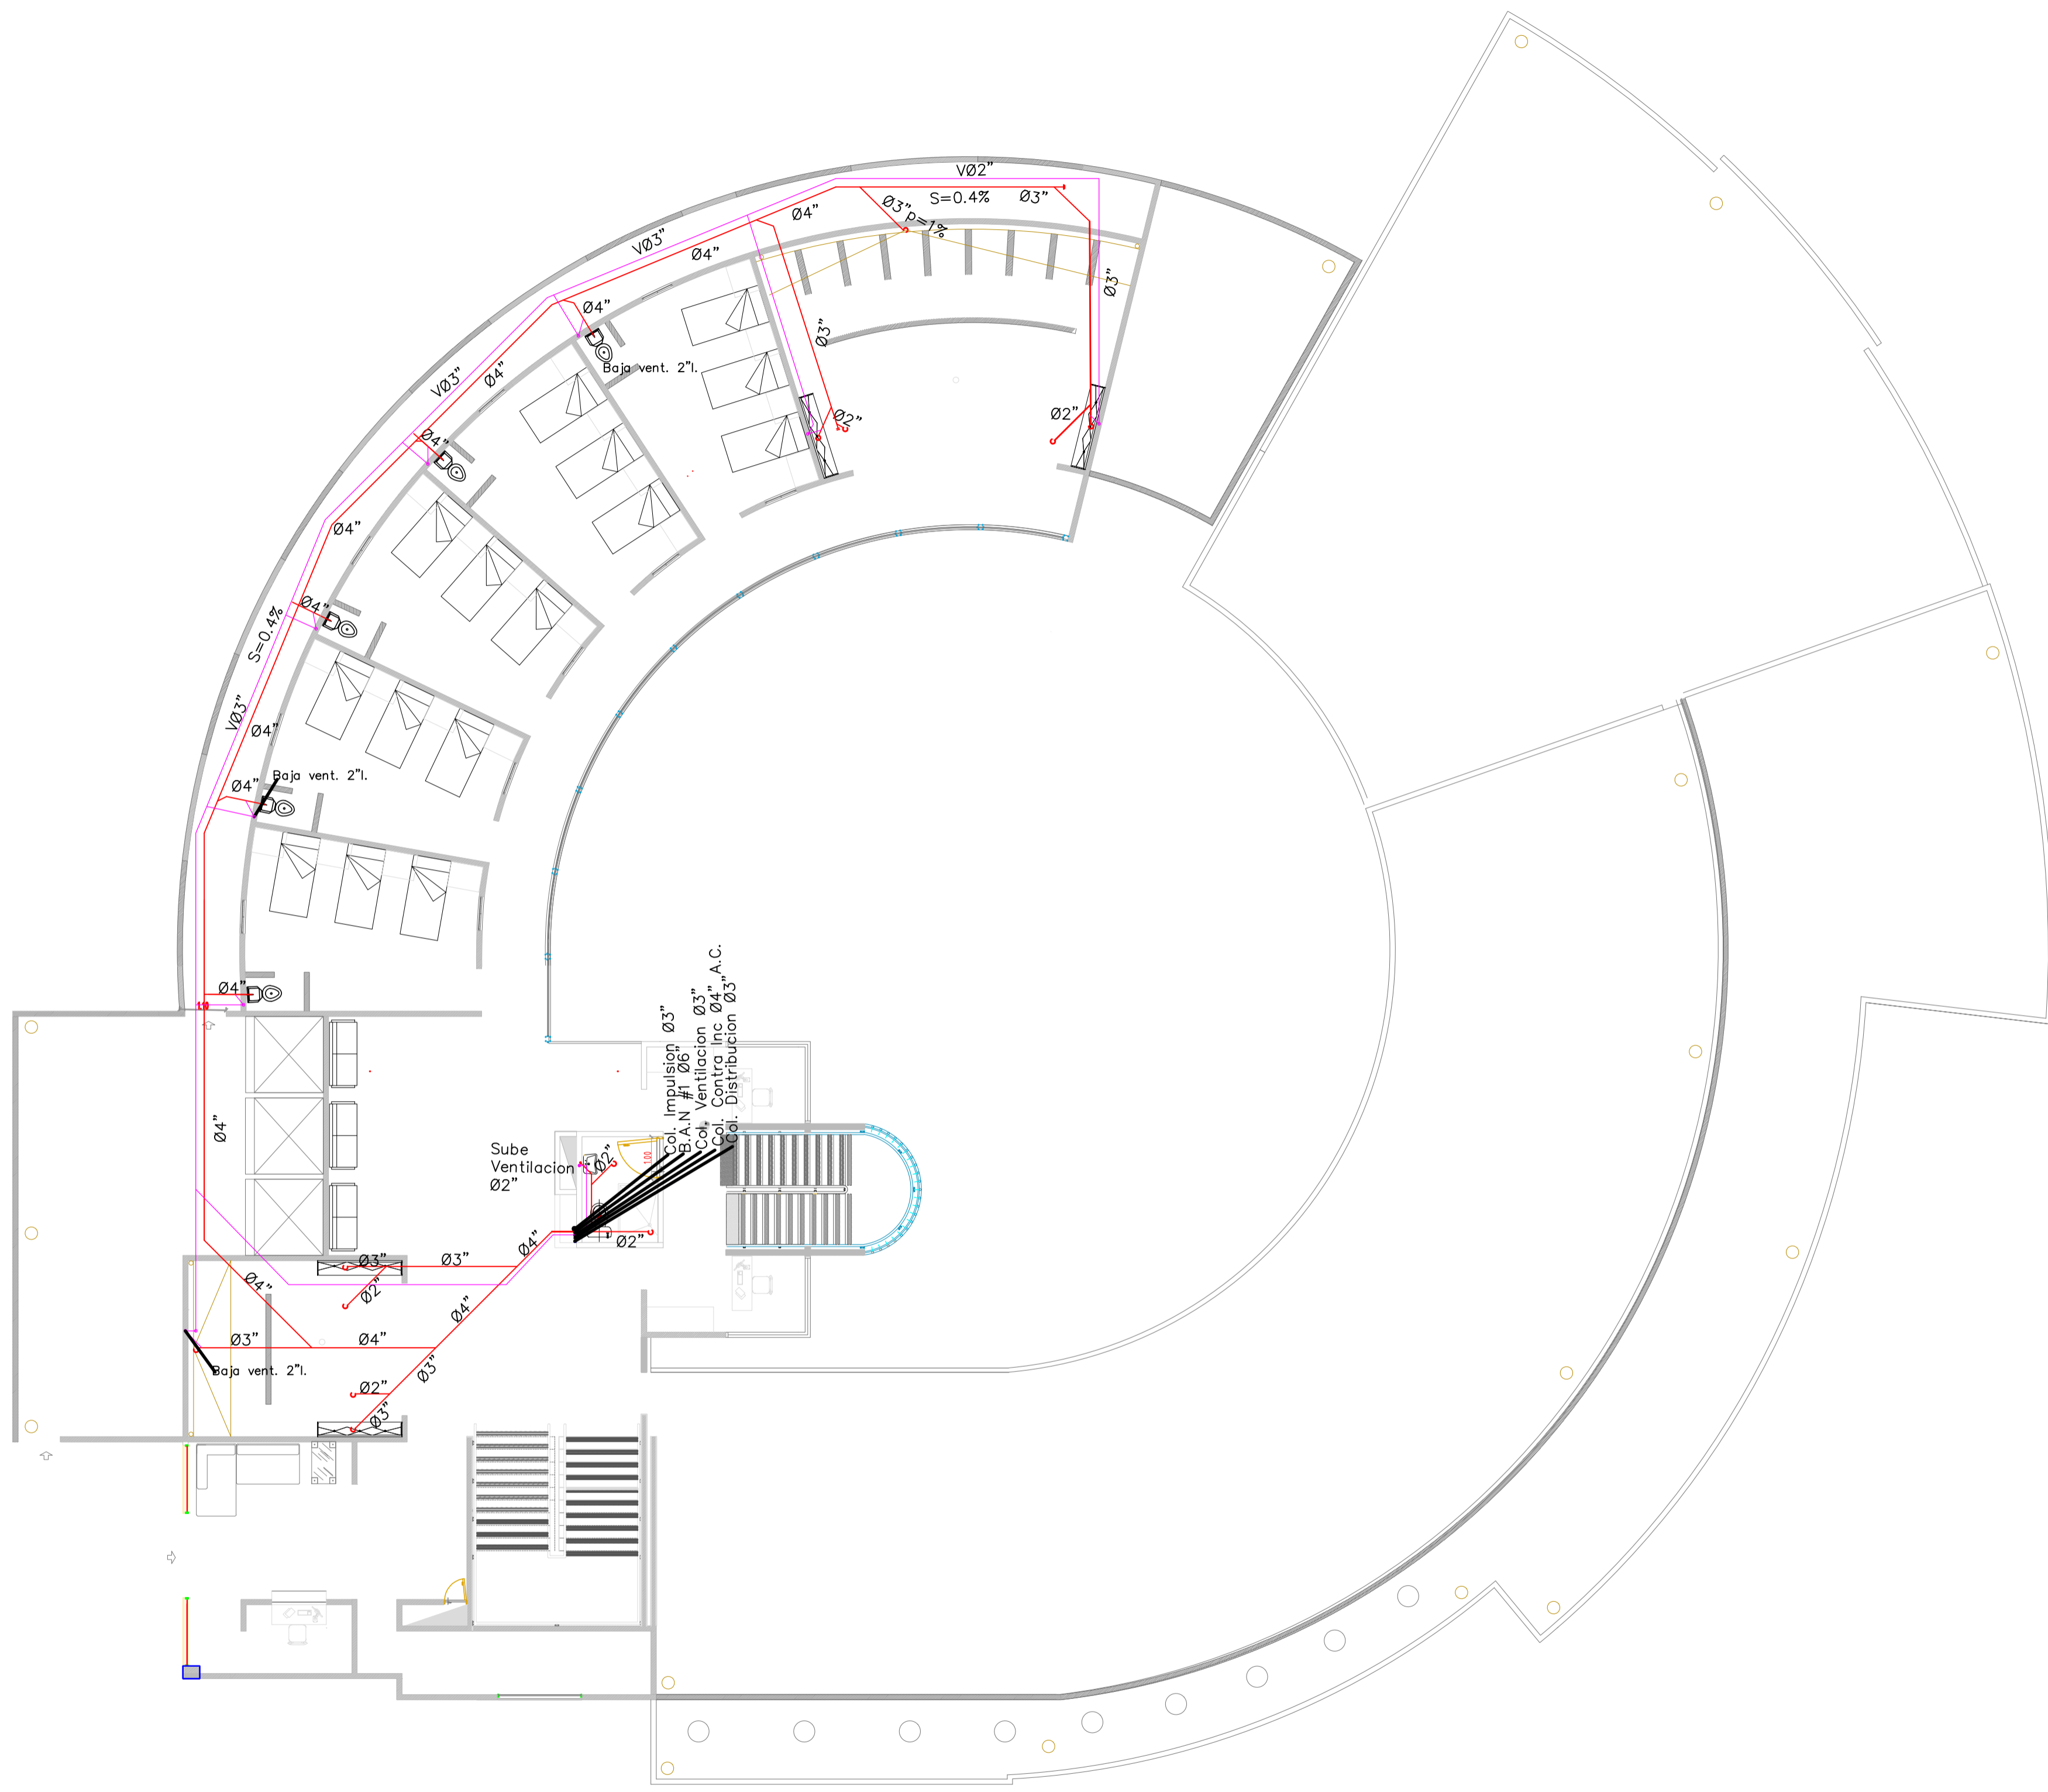 VØ2"
S=0.4%
Ø3"
Ø3"p=1%
Ø4"
VØ3"
Ø4"
Ø3"
Ø4"
Ø3"
Baja vent. 2"l.
Ø4"
VØ3"
Ø2"
Ø2"
Ø4"
Ø4"
Ø4"
S=0.4%
VØ3"
Ø4"
Baja vent. 2"l.
Ø4"
Ø4"
Col. Impulsion Ø3"
B.A.N #1 Ø6"
Col. Ventilacion Ø3"
Col. Contra Inc Ø4"
Col. Distribucion Ø3"A.C.
Ø4"
Sube
Ventilacion
Ø2"
Ø2"
1.00
Ø2"
Ø4"
Ø3"
Ø3"
Ø4"
Ø2"
Ø4"
Ø3"
Ø4"
Ø3"
Baja vent. 2"l.
Ø2"
Ø3"